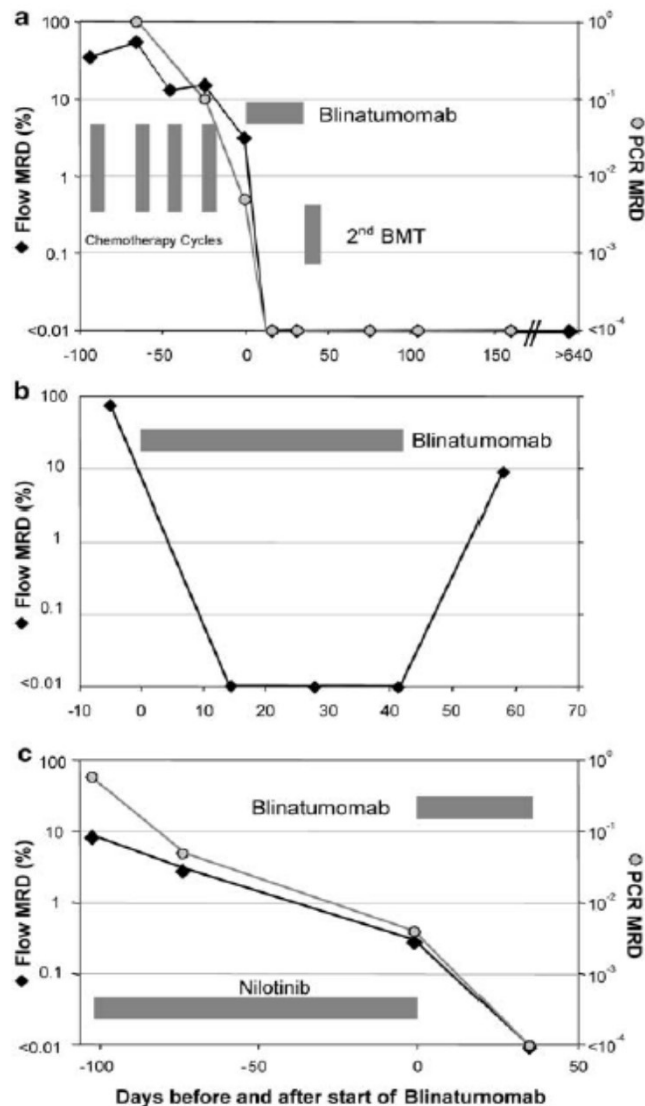 a
100
10
1
0.1
<0.01
◆ Flow MRD (%)
10⁰
10⁻¹
10⁻²
10⁻³
<10⁻⁴
PCR MRD
Blinatumomab
Chemotherapy Cycles
2nd BMT
-100 -50 0 50 100 150 >640
b
100
10
1
0.1
<0.01
◆ Flow MRD (%)
Blinatumomab
-10 0 10 20 30 40 50 60 70
c
100
10
1
0.1
<0.01
◆ Flow MRD (%)
10⁰
10⁻¹
10⁻²
10⁻³
<10⁻⁴
PCR MRD
Blinatumomab
Nilotinib
-100 -50 0 50
Days before and after start of Blinatumomab